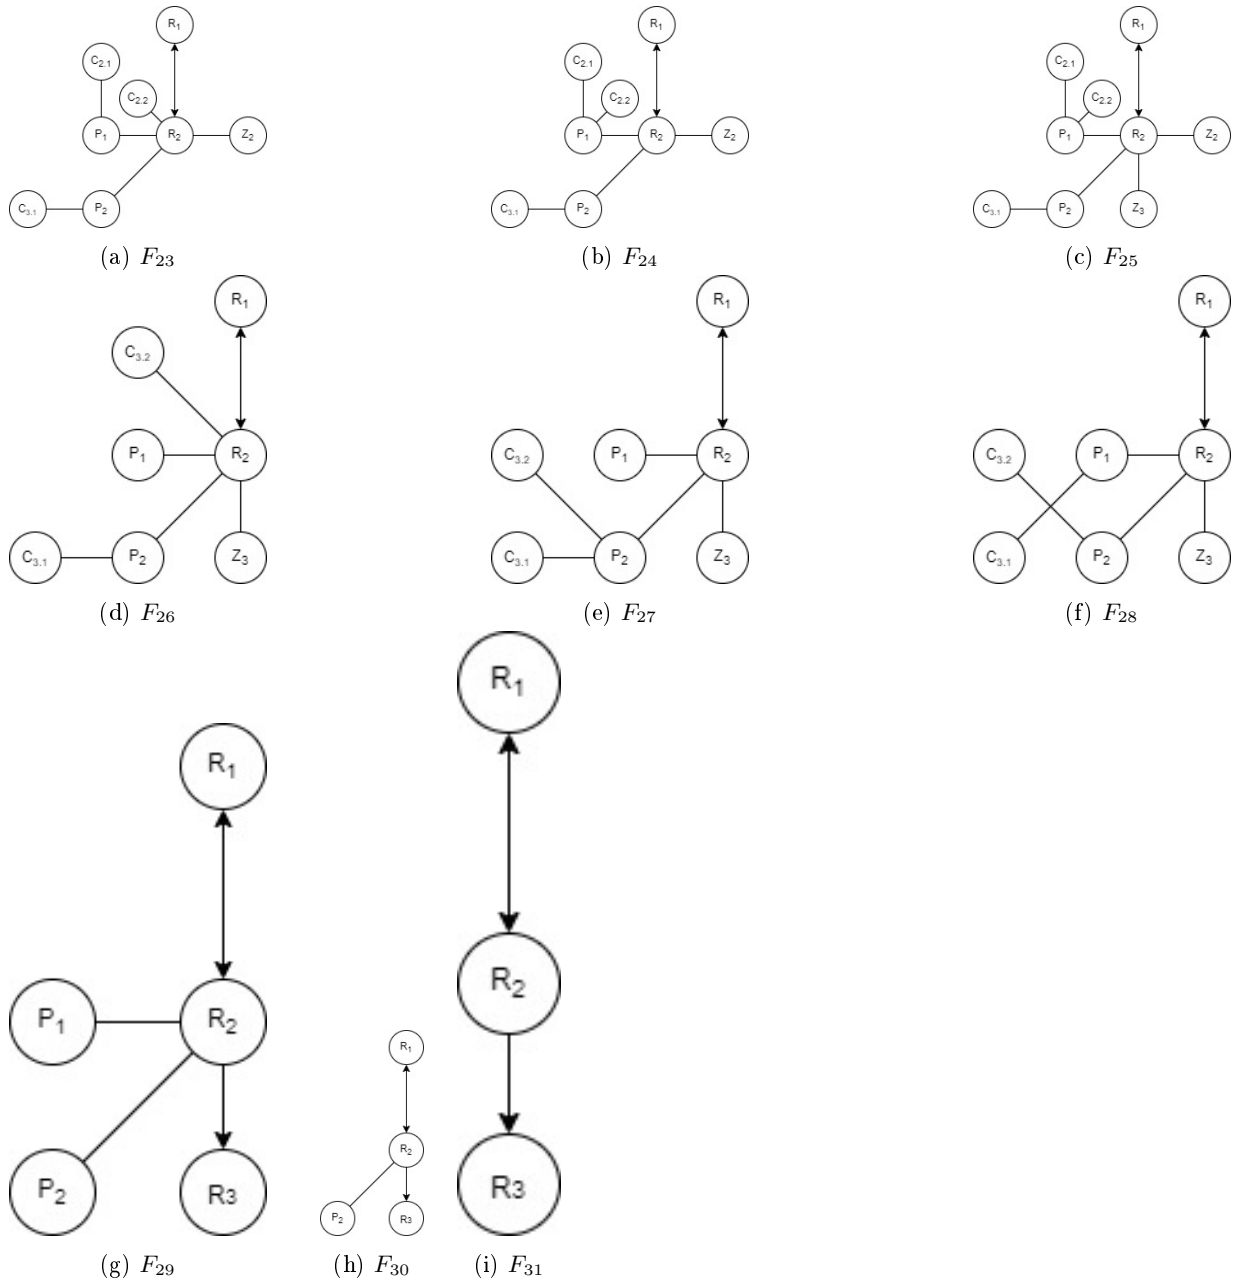 R1 R1 R1
C2.1 C2.1 C2.1
C2.2 C2.2 C2.2
P1 R2 Z2 P1 R2 Z2 P1 R2 Z2
C3.1 P2 C3.1 P2 C3.1 P2 Z3
(a) F23 (b) F24 (c) F25
R1 R1 R1
C3.2
P1 R2 C3.2 P1 R2 C3.2 P1 R2
C3.1 P2 Z3 C3.1 P2 Z3 C3.1 P2 Z3
(d) F26 (e) F27 (f) F28
R1
R1
R2
P1 R2
R1
R2
P2 R3
P2 R3
R3
(g) F29 (h) F30 (i) F31